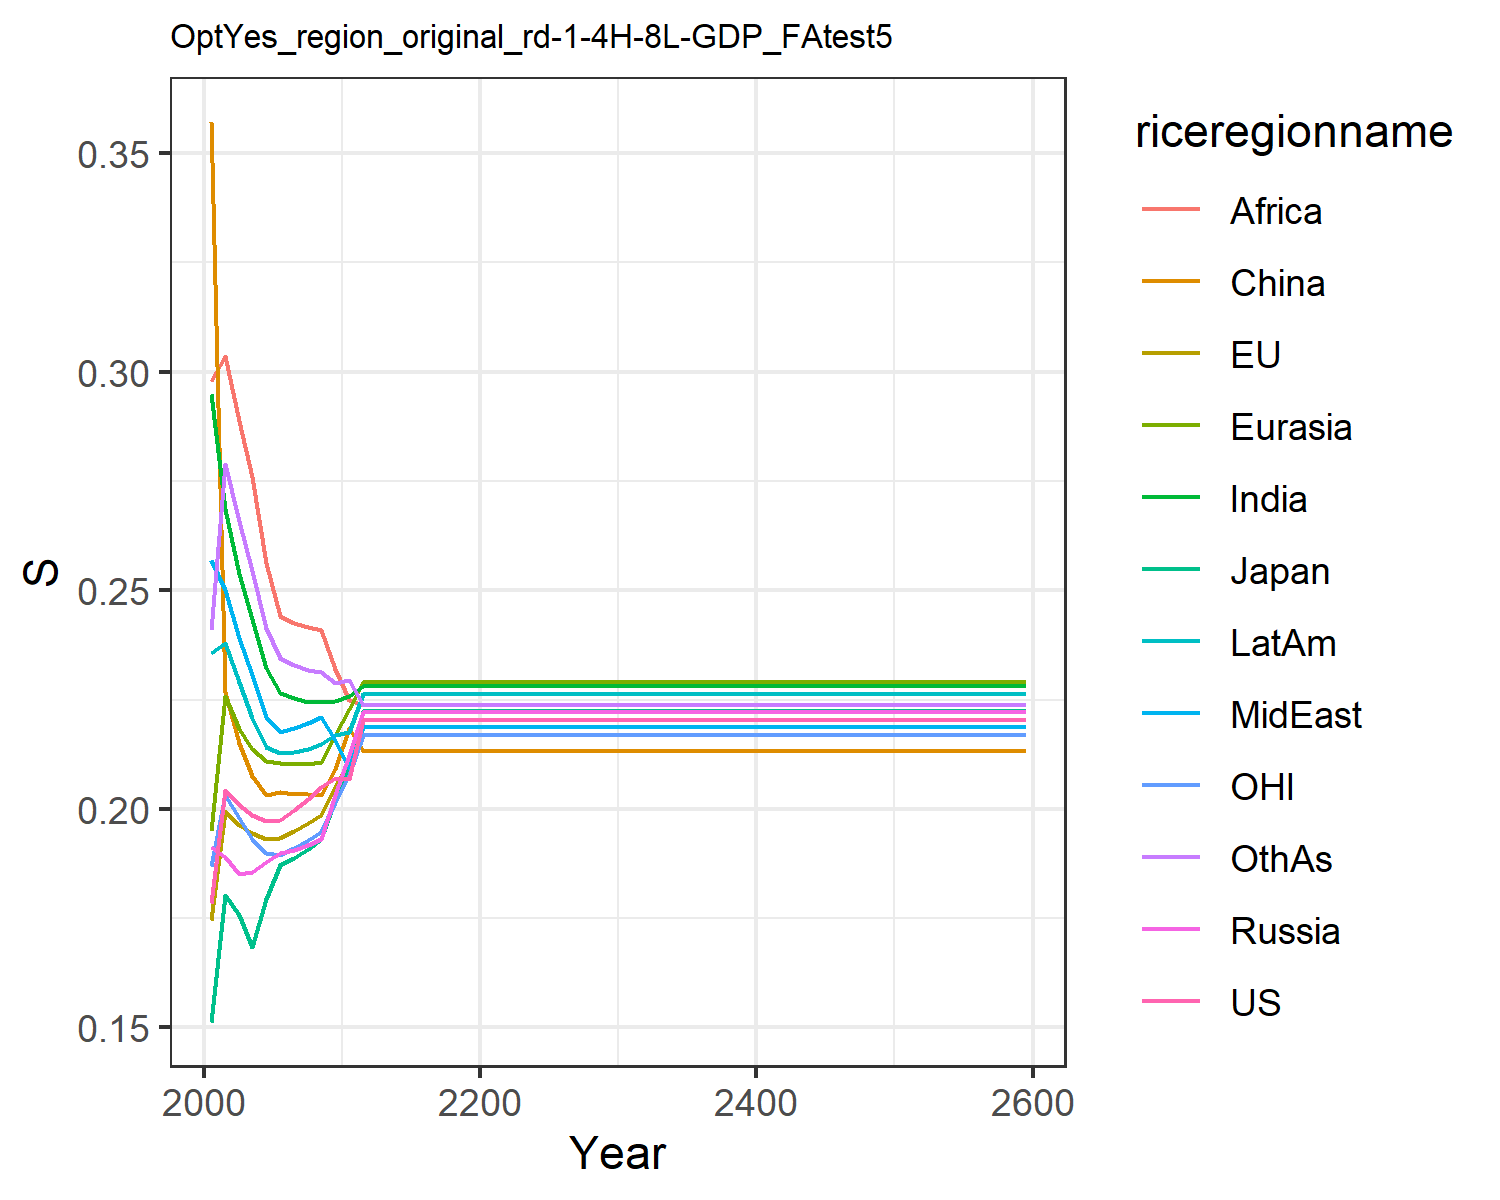 OptYes_region_original_rd-1-4H-8L-GDP_FAtest5
0.35
0.30
0.25
0.20
0.15
S
2000 2200 2400 2600
Year
riceregionname
Africa
China
EU
Eurasia
India
Japan
LatAm
MidEast
OHI
OthAs
Russia
US